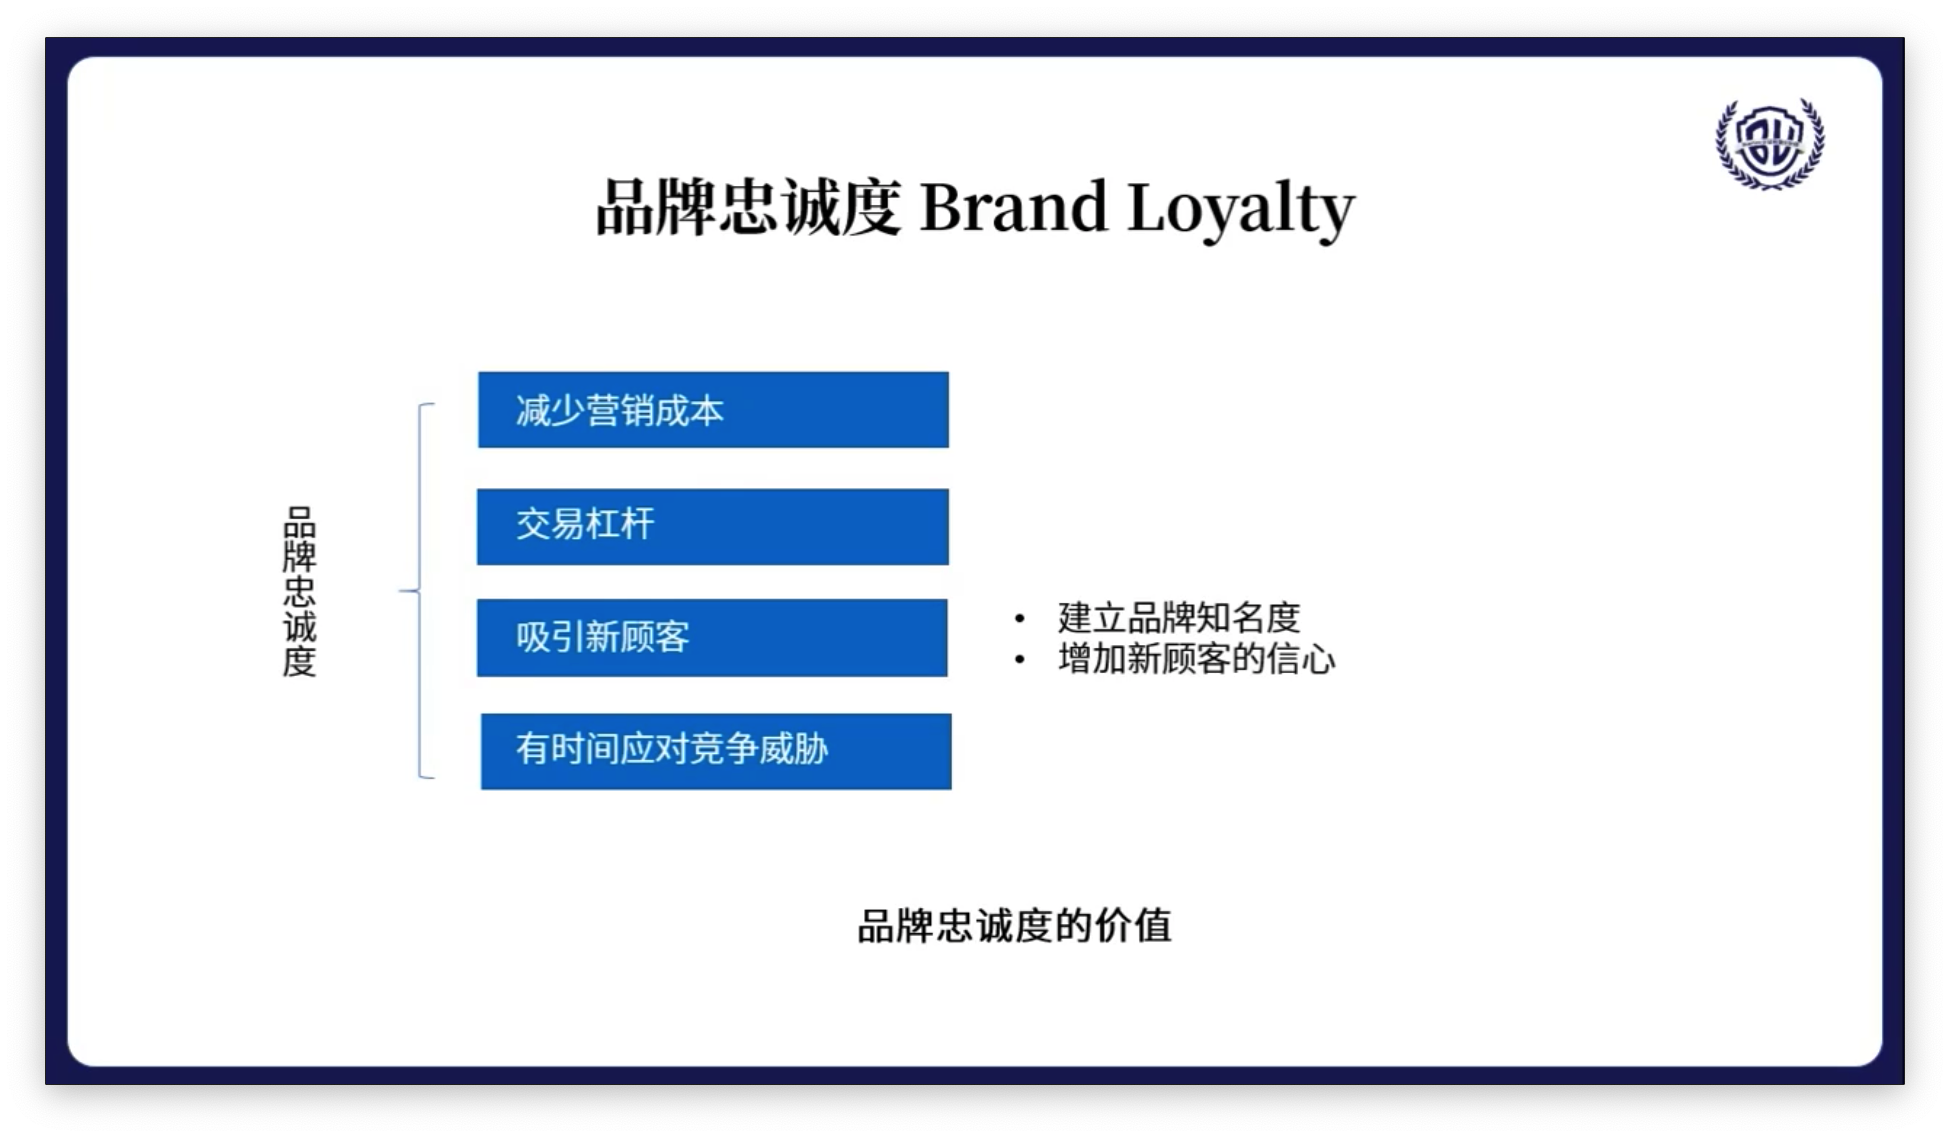 品牌忠诚度 Brand Loyalty
品牌忠诚度
减少营销成本
交易杠杆
吸引新顾客
• 建立品牌知名度
• 增加新顾客的信心
有时间应对竞争威胁
品牌忠诚度的价值